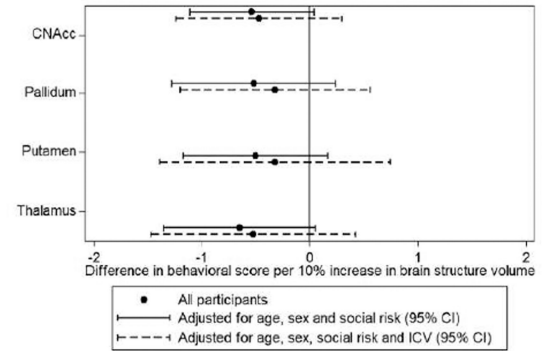 CNAcc
Pallidum
Putamen
Thalamus
-2 -1 0 1 2
Difference in behavioral score per 10% increase in brain structure volume
All participants
Adjusted for age, sex and social risk (95% CI)
Adjusted for age, sex, social risk and ICV (95% CI)